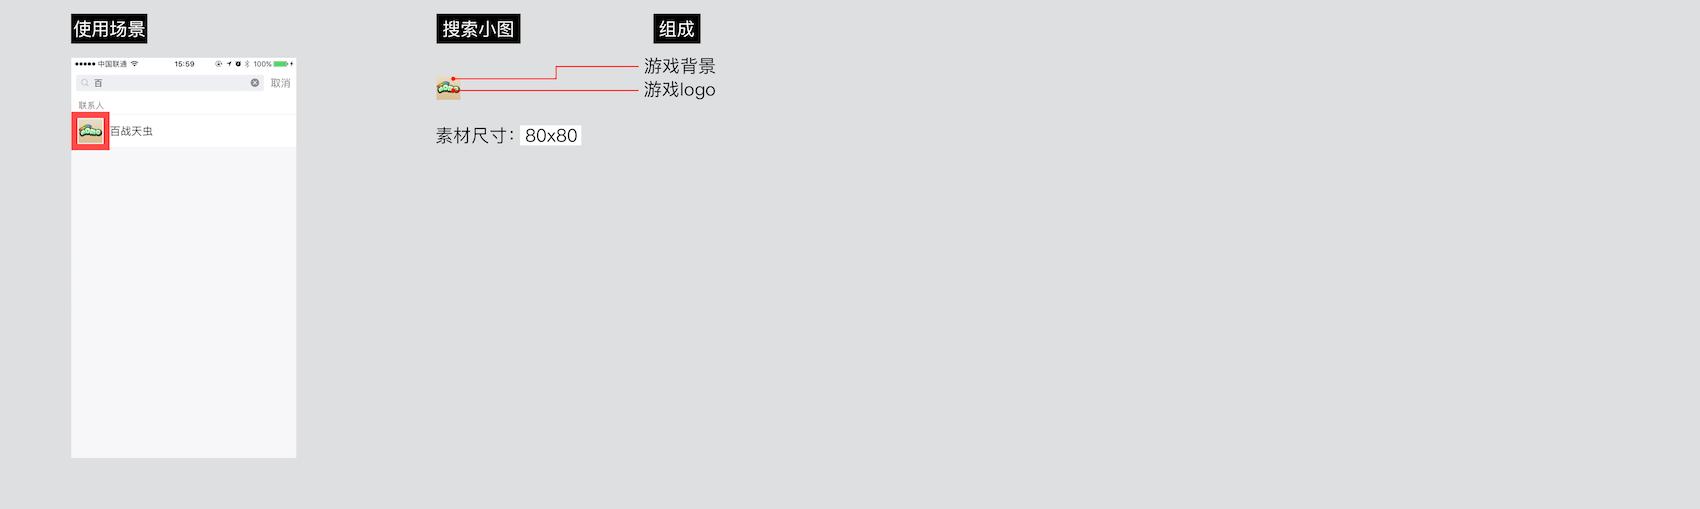 使用场景
搜索小图
组成
中国联通
15:59
100%
百
取消
联系人
百战天虫
游戏背景
游戏logo
素材尺寸：80x80